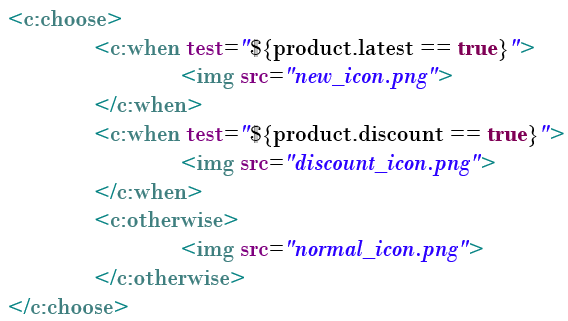 <c:choose>
<c:when test="${product.latest == true}">
<img src="new_icon.png">
</c:when>
<c:when test="${product.discount == true}">
<img src="discount_icon.png">
</c:when>
<c:otherwise>
<img src="normal_icon.png">
</c:otherwise>
</c:choose>